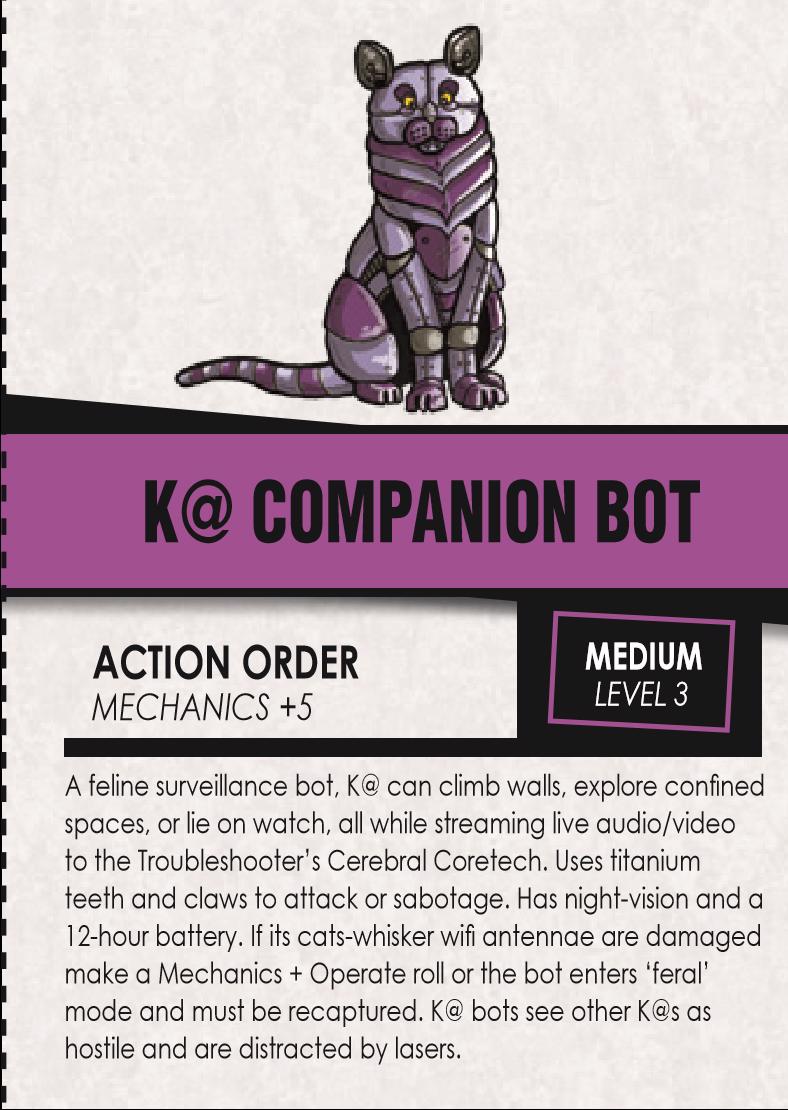 K@ COMPANION BOT
ACTION ORDER
MECHANICS +5
MEDIUM
LEVEL 3
A feline surveillance bot, K@ can climb walls, explore confined
spaces, or lie on watch, all while streaming live audio/video
to the Troubleshooter’s Cerebral Coretech. Uses titanium
teeth and claws to attack or sabotage. Has night-vision and a
12-hour battery. If its cats-whisker wifi antennae are damaged
make a Mechanics + Operate roll or the bot enters ‘feral’
mode and must be recaptured. K@ bots see other K@s as
hostile and are distracted by lasers.